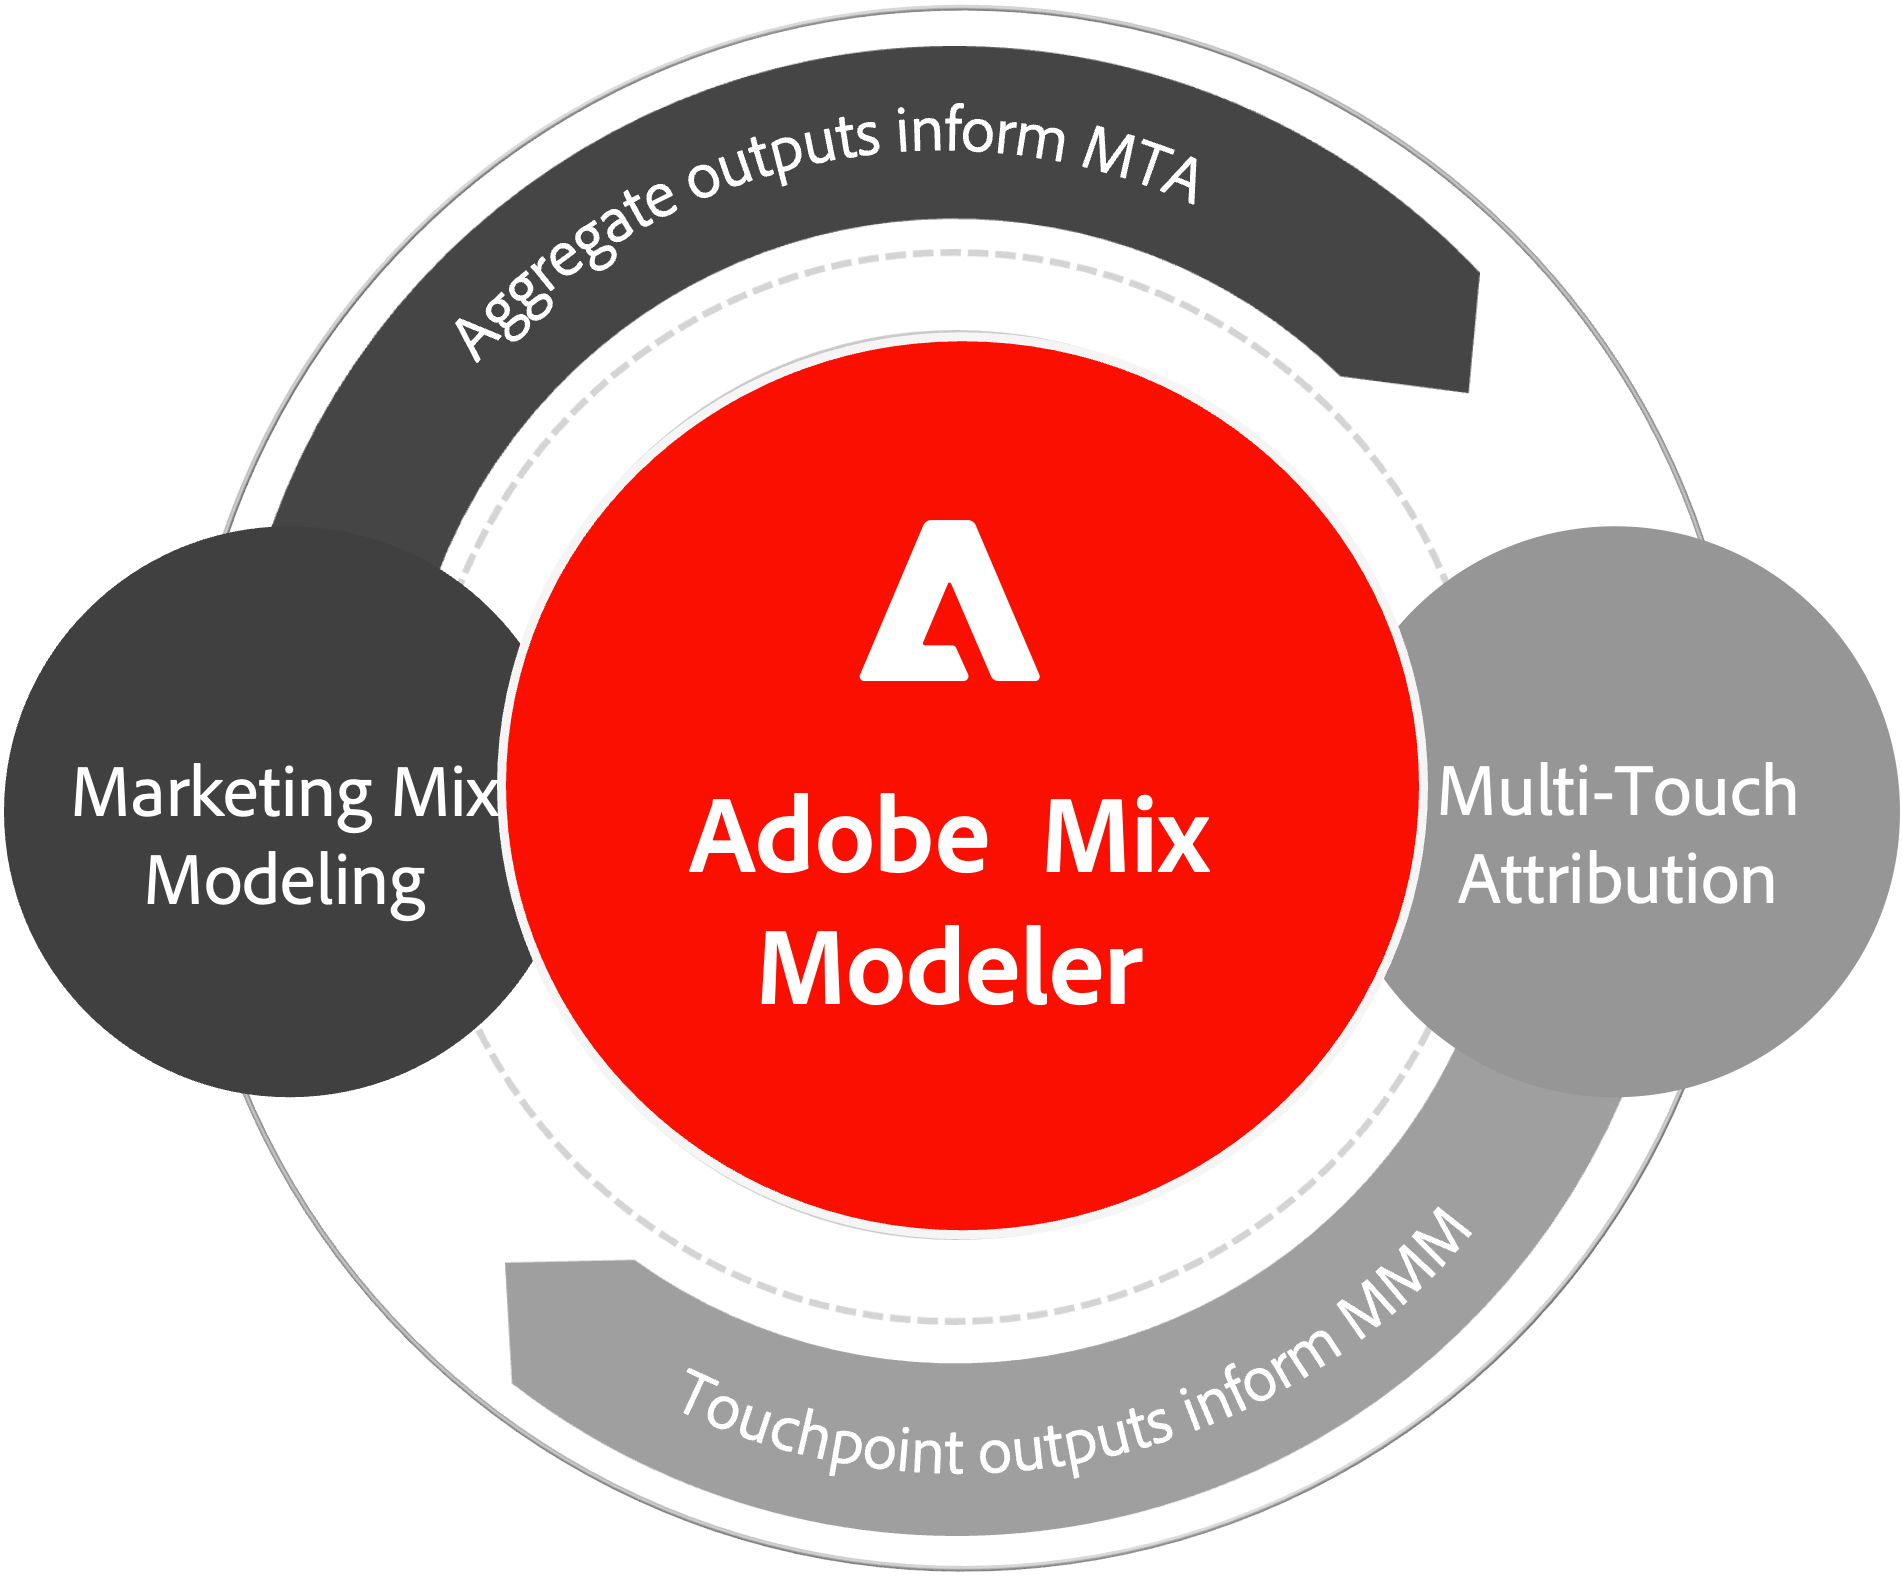 Aggregate outputs inform MTA
Marketing Mix
Modeling
Adobe Mix
Modeler
Multi-Touch
Attribution
Touchpoint outputs inform MMM